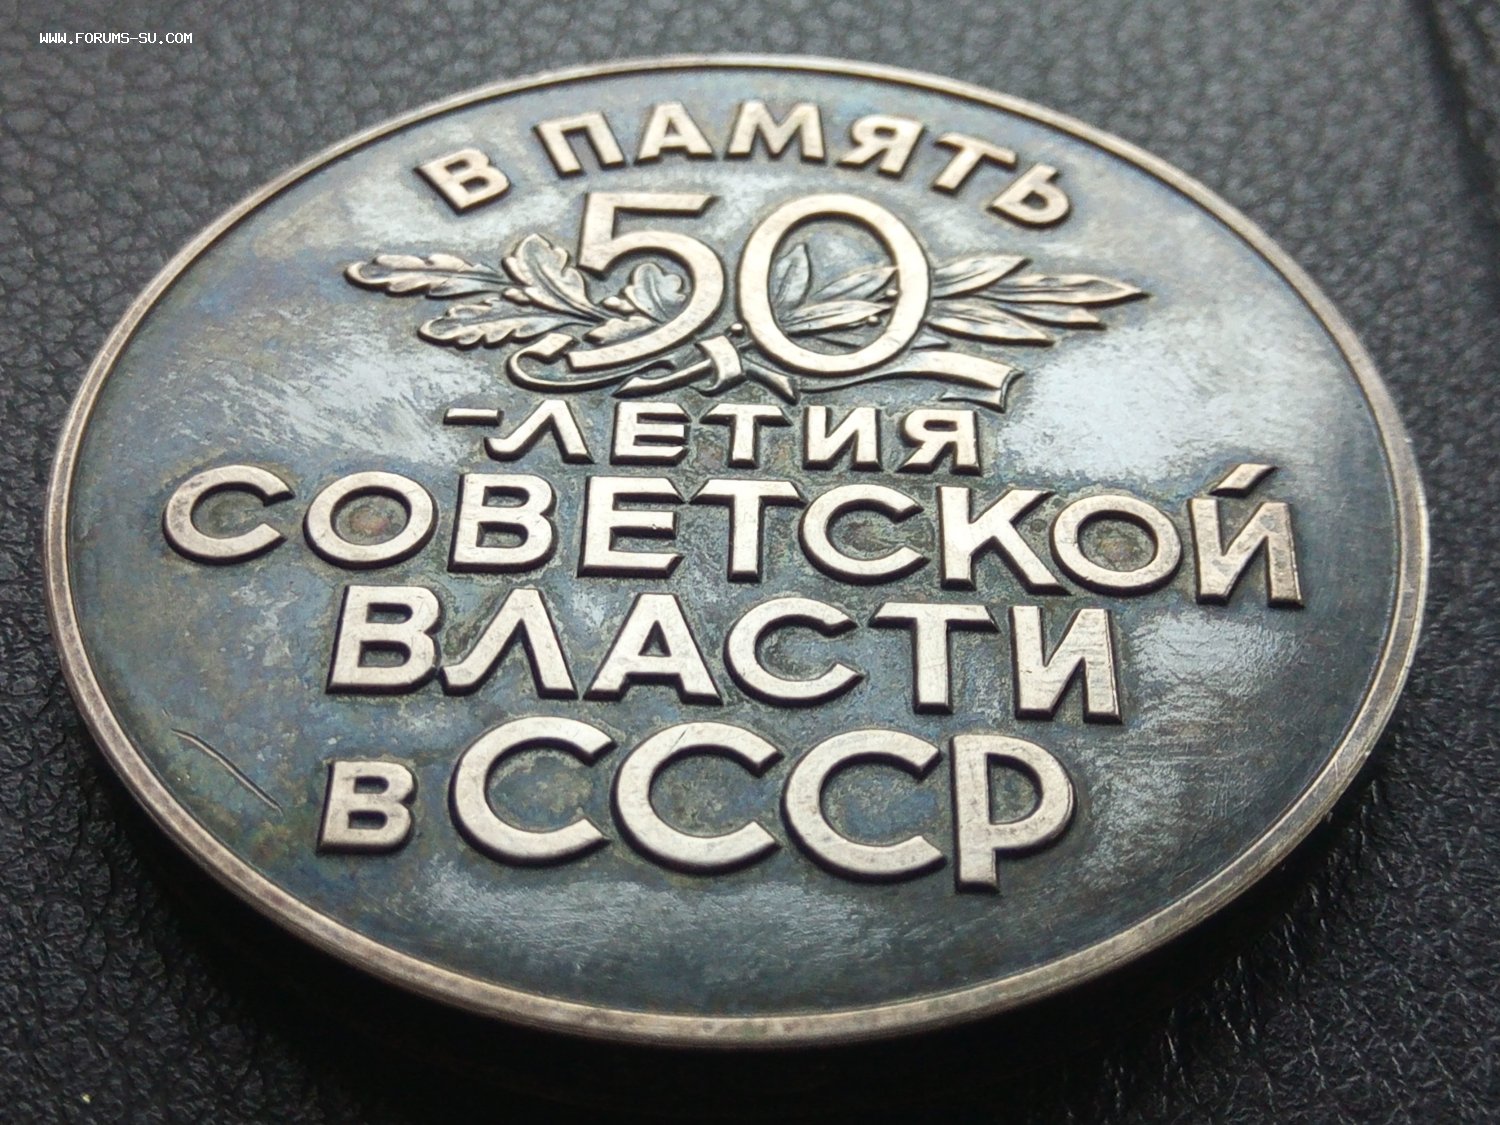 WWW.FORUMS-SU.COM
В ПАМЯТЬ
50
-ЛЕТИЯ
СОВЕТСКОЙ
ВЛАСТИ
В СССР